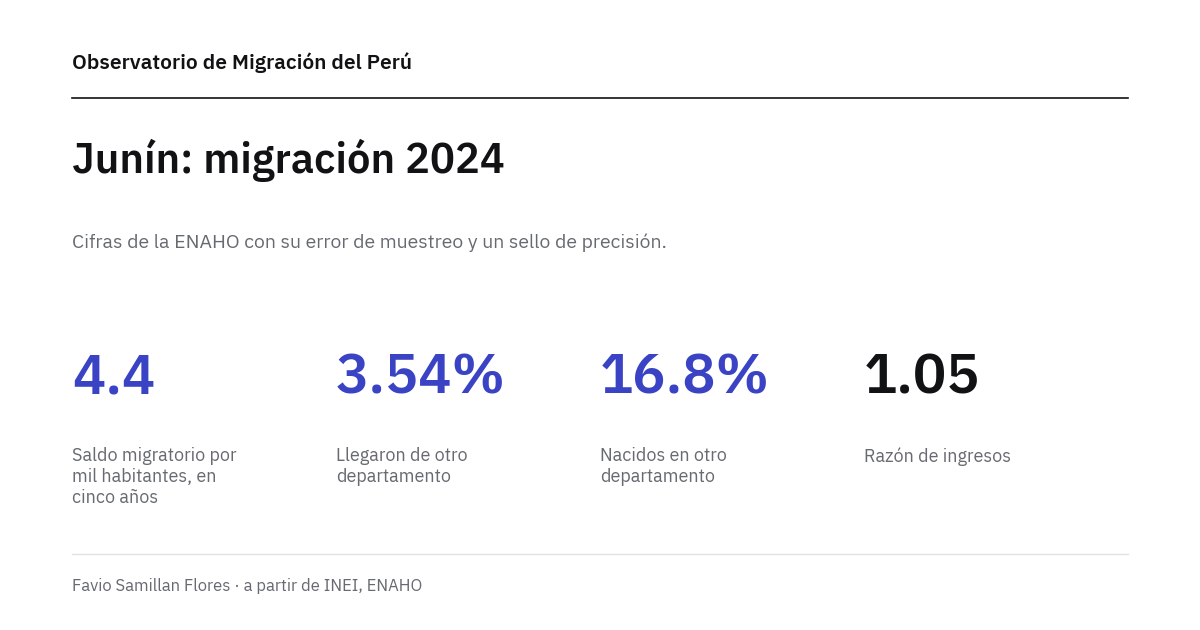 Observatorio de Migración del Perú
Junín: migración 2024
Cifras de la ENAHO con su error de muestreo y un sello de precisión.
4.4
3.54%
16.8%
1.05
Saldo migratorio por
mil habitantes, en
cinco años
Llegaron de otro
departamento
Nacidos en otro
departamento
Razón de ingresos
Favio Samillan Flores · a partir de INEI, ENAHO